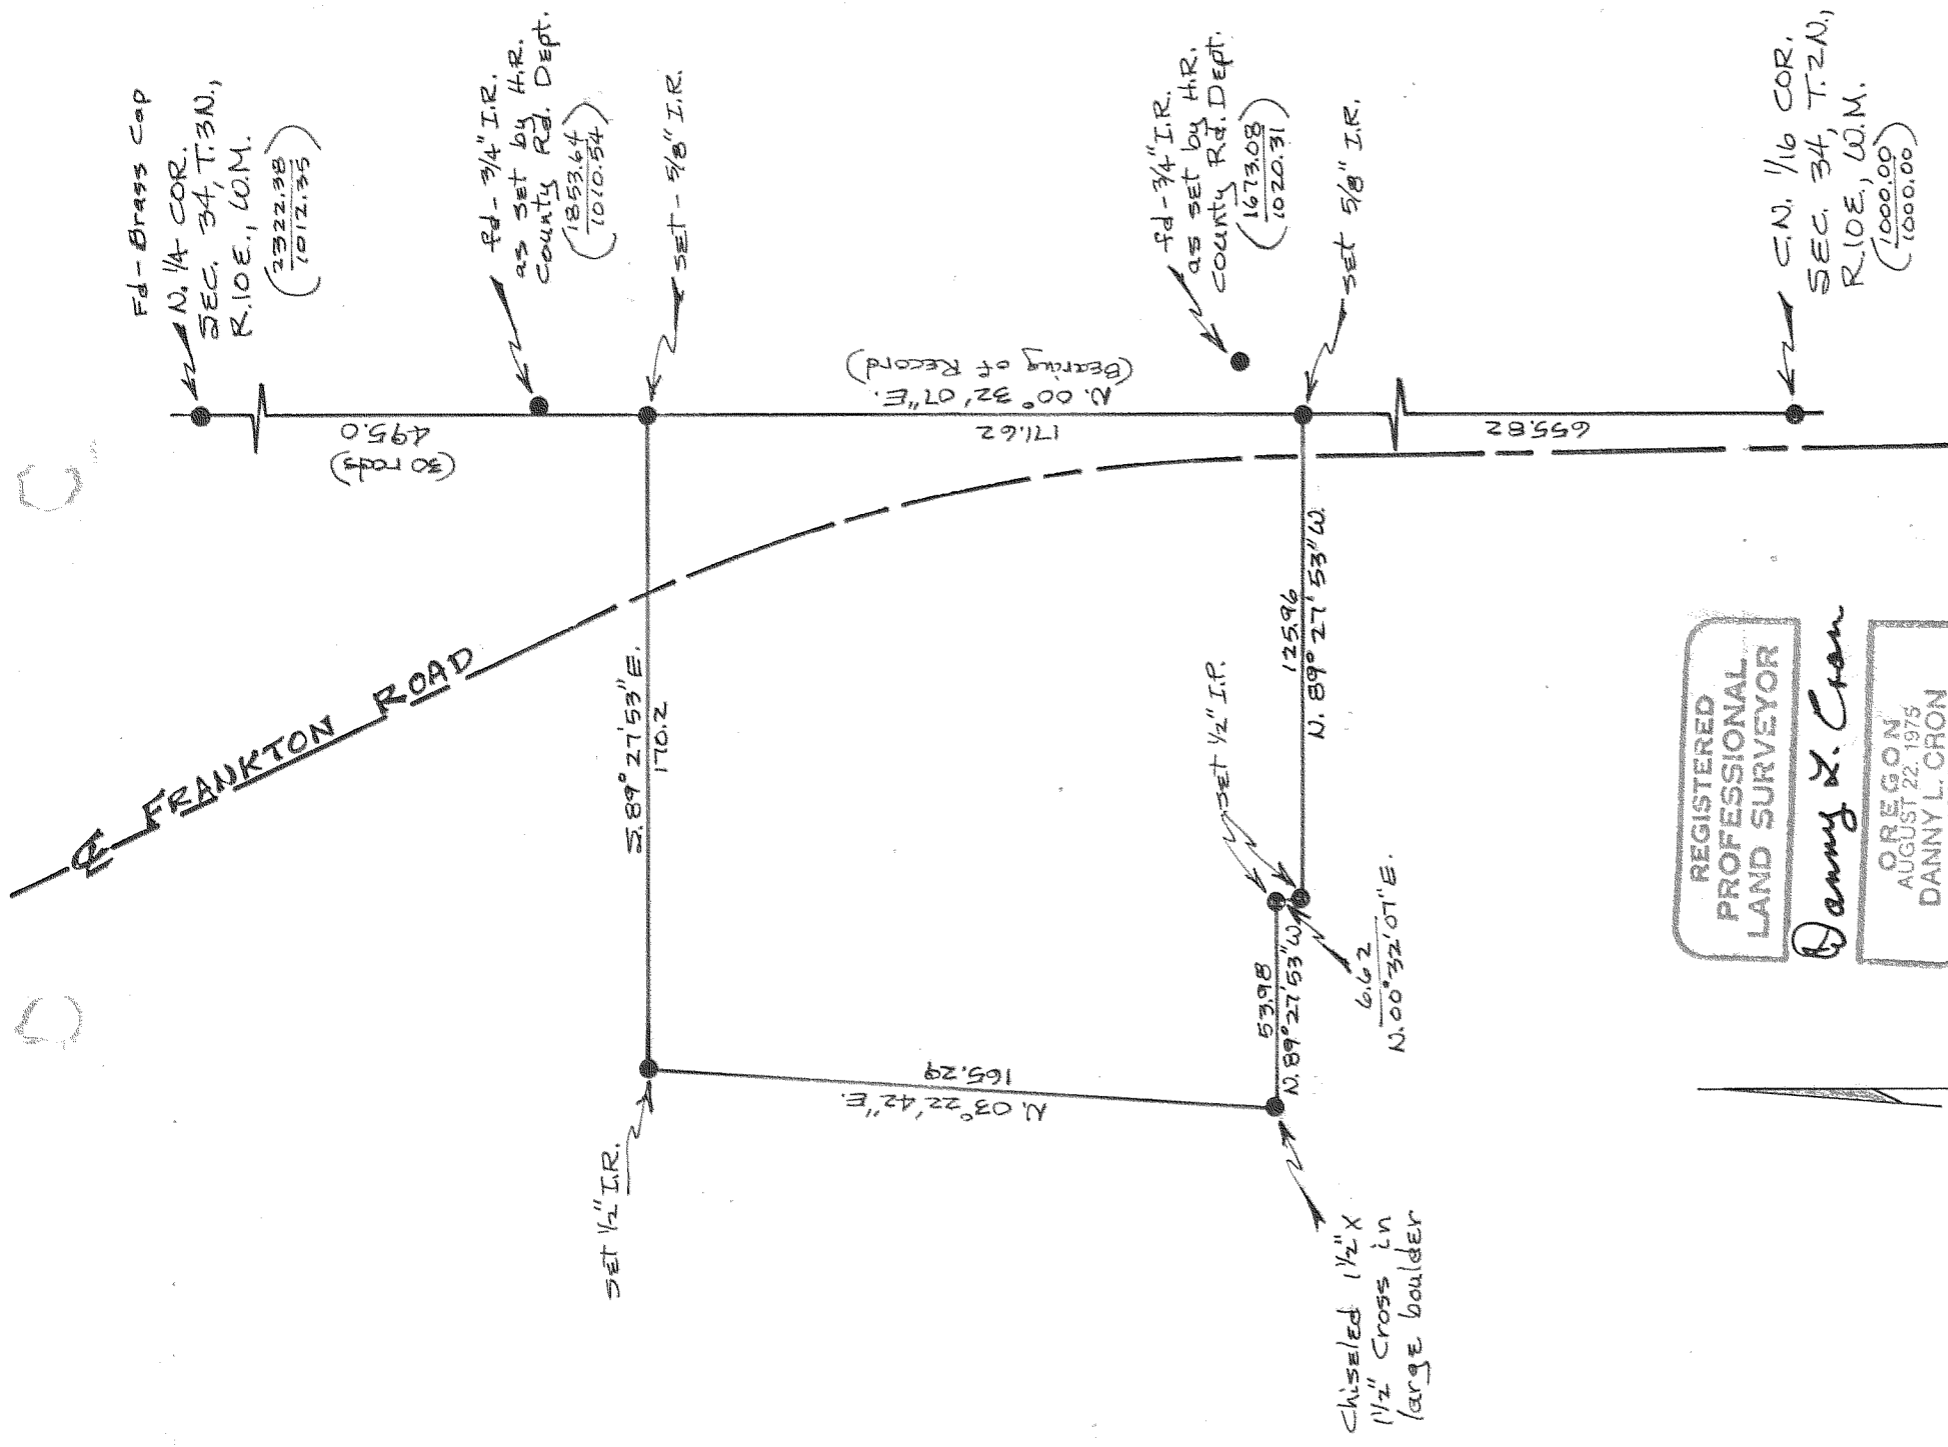 Fd - Brass Cap
N. 1/4 COR.
SEC. 34, T.3N.,
R.10E., W.M.
(2322.38
1012.35)
fd - 3/4" I.R.
as set by H.R.
County Rd. Dept.
(1853.64
1010.54)
SET - 5/8" I.R.
fd - 3/4" I.R.
as set by H.R.
County Rd. Dept.
(1673.08
1020.31)
SET 5/8" I.R.
C.N. 1/16 COR.
SEC. 34, T.2N.,
R.10E., W.M.
(1000.00
1000.00)
495.0
(30 rods)
N. 00° 32' 07" E.
(Bearing of Record)
171.62
655.82
℄ FRANKTON ROAD
S. 89° 27' 53" E.
170.2
125.96
N. 89° 27' 53" W.
SET 1/2" I.P.
53.98
N. 89° 27' 53" W.
6.62
N. 00° 32' 07" E.
165.29
N. 03° 22' 42" E.
SET 1/2" I.R.
Chiseled 1 1/2" X
1 1/2" Cross in
large boulder
REGISTERED
PROFESSIONAL
LAND SURVEYOR
Danny L. Cron
OREGON
AUGUST 22, 1975
DANNY L. CRON